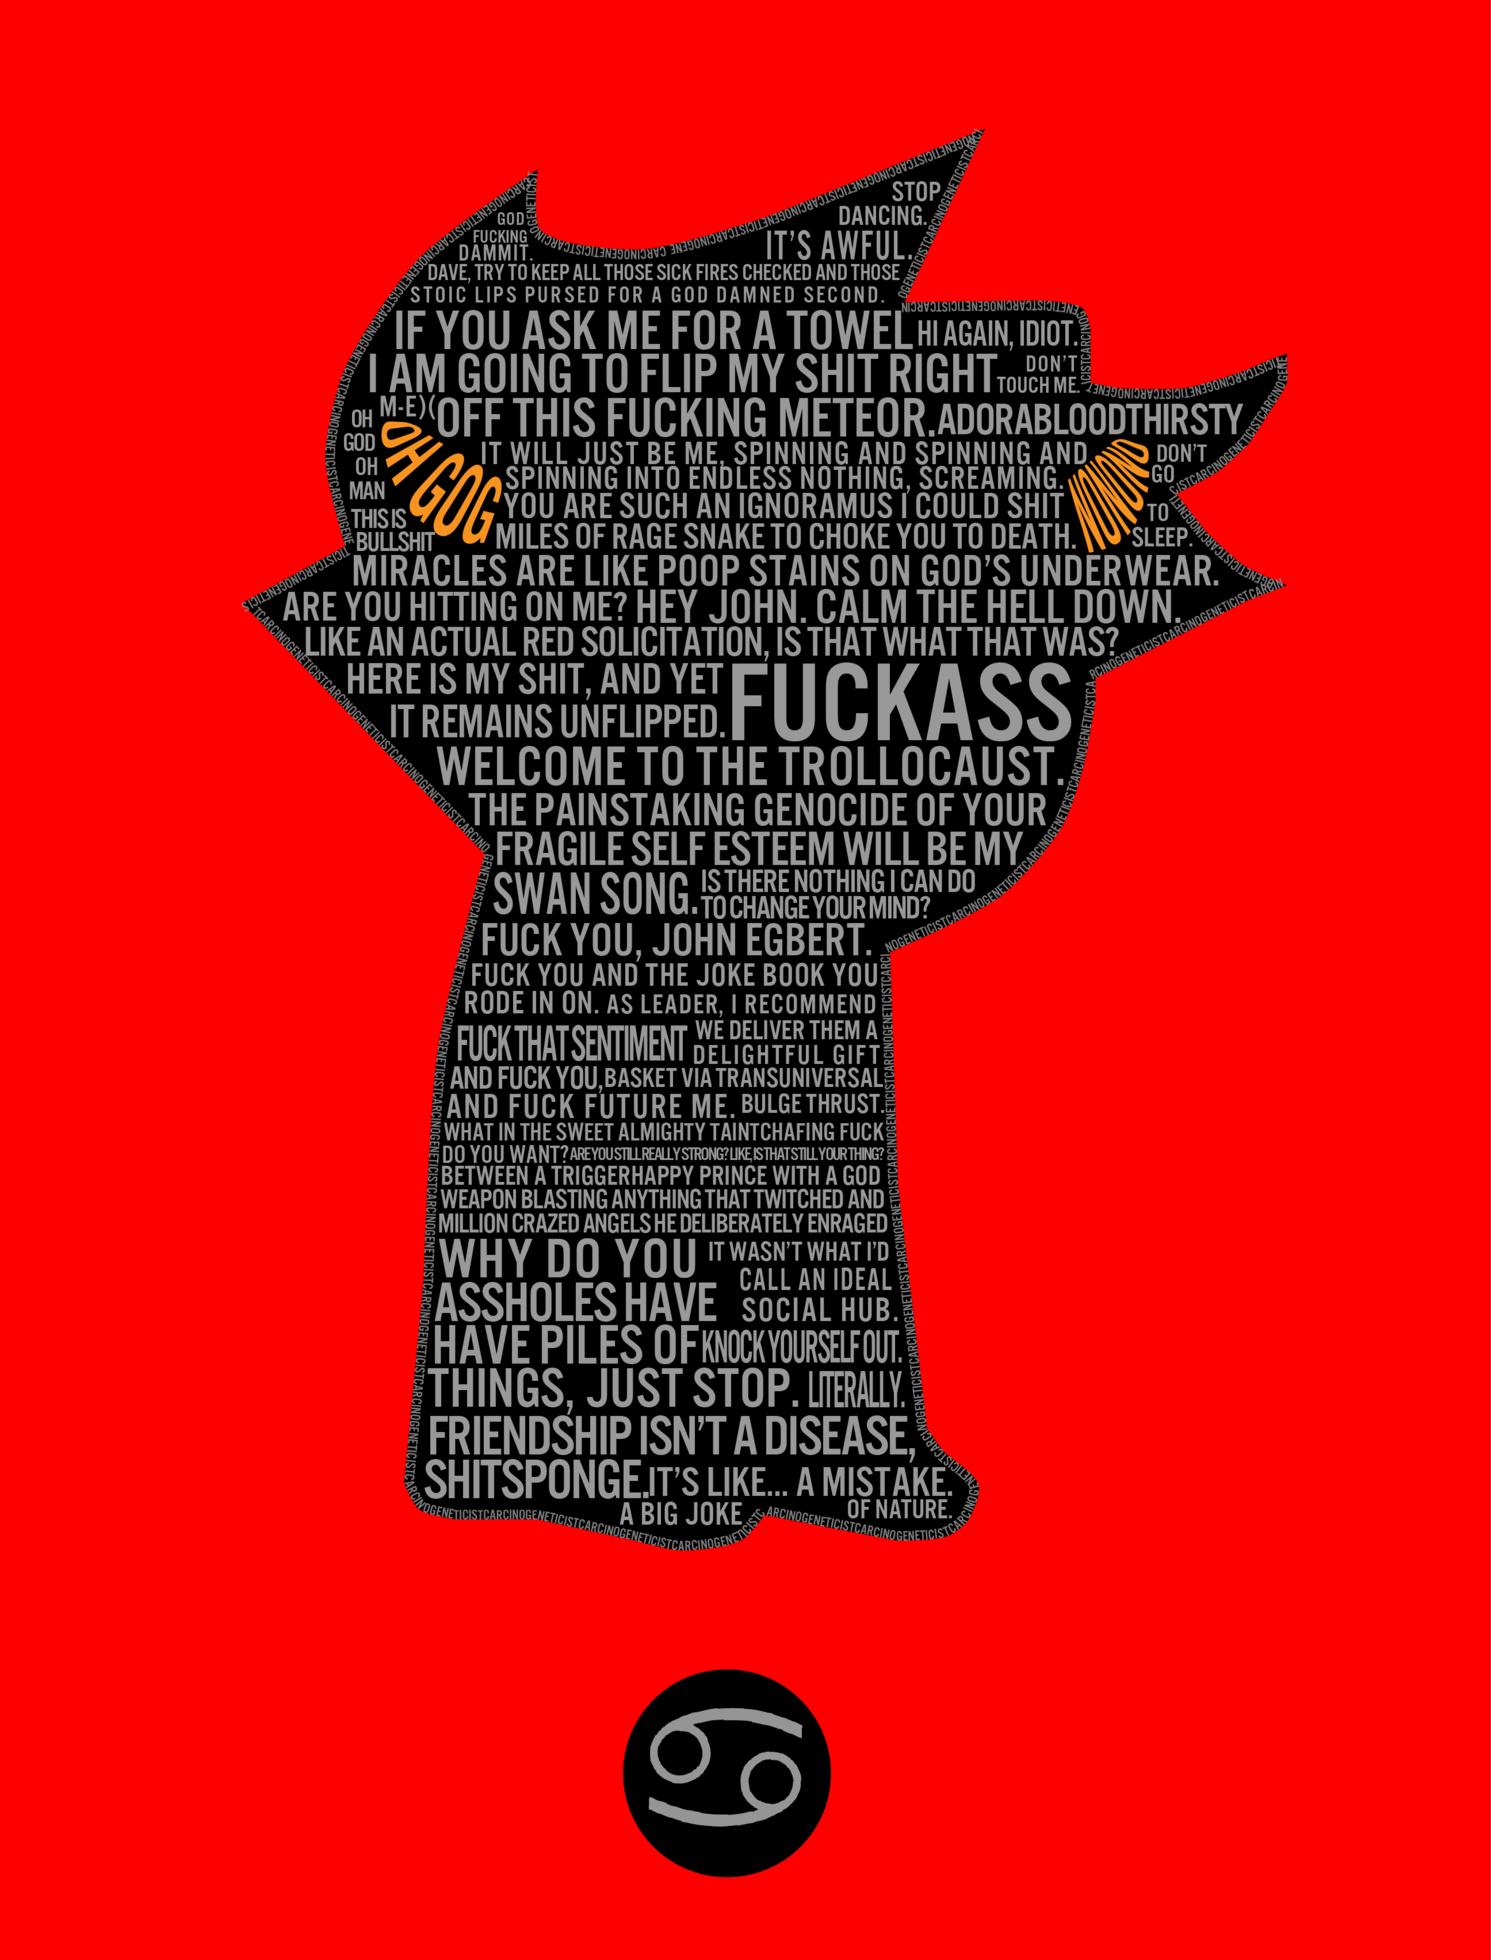 STOP
DANCING.
IT'S AWFUL.
GOD
FUCKING
DAMMIT.
DAVE, TRY TO KEEP ALL THOSE SICK FIRES CHECKED AND THOSE
STOIC LIPS PURSED FOR A GOD DAMNED SECOND.
IF YOU ASK ME FOR A TOWEL
I AM GOING TO FLIP MY SHIT RIGHT
OFF THIS FUCKING METEOR.
HI AGAIN, IDIOT.
DON'T
TOUCH ME.
M-E)(
ADORABLOODTHIRSTY
OH
GOD
OH
MAN
THIS IS
BULLSHIT
OH GOG
IT WILL JUST BE ME, SPINNING AND SPINNING AND
SPINNING INTO ENDLESS NOTHING, SCREAMING.
YOU ARE SUCH AN IGNORAMUS I COULD SHIT
MILES OF RAGE SNAKE TO CHOKE YOU TO DEATH.
NONONO
DON'T
GO
TO
SLEEP.
MIRACLES ARE LIKE POOP STAINS ON GOD'S UNDERWEAR.
ARE YOU HITTING ON ME? HEY JOHN. CALM THE HELL DOWN.
LIKE AN ACTUAL RED SOLICITATION, IS THAT WHAT THAT WAS?
HERE IS MY SHIT, AND YET
IT REMAINS UNFLIPPED.
FUCKASS
WELCOME TO THE TROLLOCAUST.
THE PAINSTAKING GENOCIDE OF YOUR
FRAGILE SELF ESTEEM WILL BE MY
SWAN SONG.
IS THERE NOTHING I CAN DO
TO CHANGE YOUR MIND?
FUCK YOU, JOHN EGBERT.
FUCK YOU AND THE JOKE BOOK YOU
RODE IN ON. AS LEADER, I RECOMMEND
FUCK THAT SENTIMENT
AND FUCK YOU,
AND FUCK FUTURE ME.
WE DELIVER THEM A
DELIGHTFUL GIFT
BASKET VIA TRANSUNIVERSAL
BULGE THRUST.
WHAT IN THE SWEET ALMIGHTY TAINTCHAFING FUCK
DO YOU WANT? ARE YOU STILL REALLY STRONG? LIKE, IS THAT STILL YOUR THING?
BETWEEN A TRIGGERHAPPY PRINCE WITH A GOD
WEAPON BLASTING ANYTHING THAT TWITCHED AND
MILLION CRAZED ANGELS HE DELIBERATELY ENRAGED
WHY DO YOU
ASSHOLES HAVE
HAVE PILES OF
THINGS, JUST STOP.
IT WASN'T WHAT I'D
CALL AN IDEAL
SOCIAL HUB.
KNOCK YOURSELF OUT.
LITERALLY.
FRIENDSHIP ISN'T A DISEASE,
SHITSPONGE.
IT'S LIKE... A MISTAKE.
A BIG JOKE
OF NATURE.
CARCINOGENETICIST